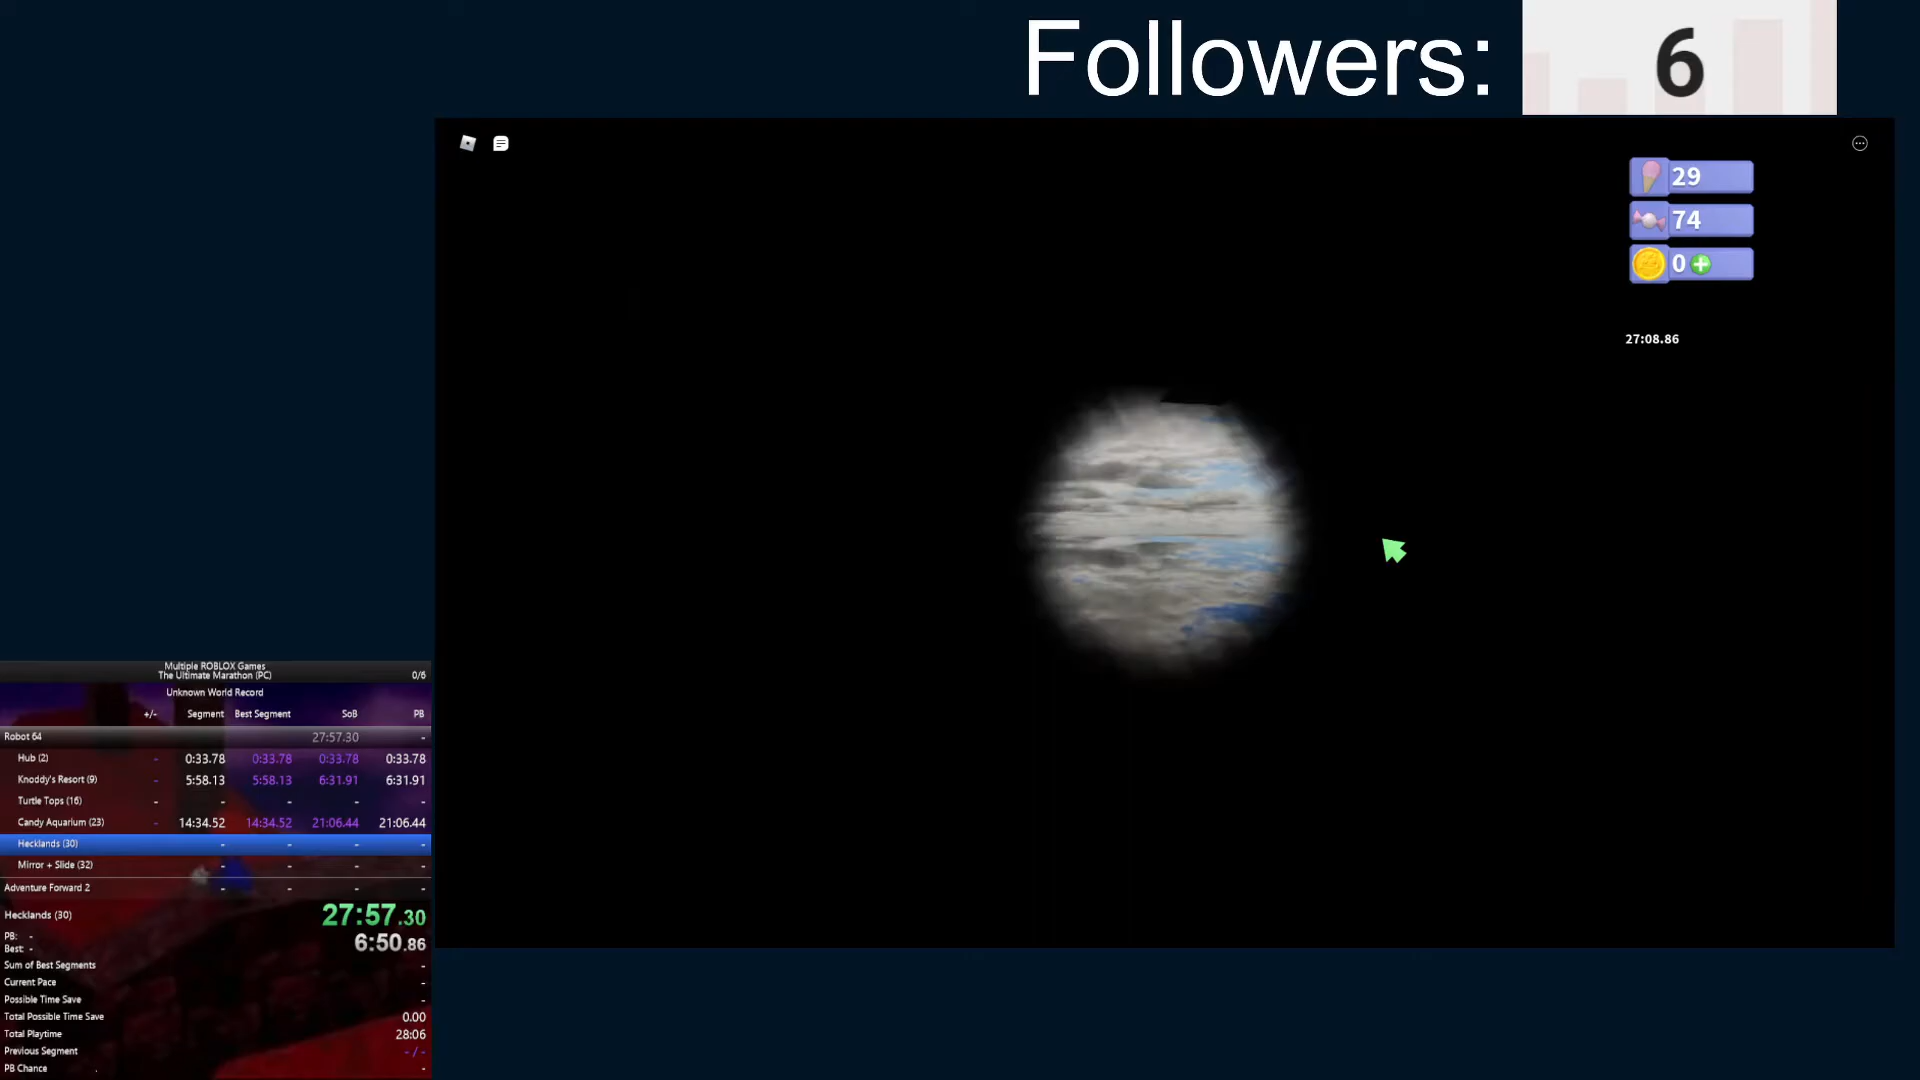 Followers: 6
29
74
0
27:08.86
Multiple ROBLOX Games
The Ultimate Marathon (PC) 0/6
Unknown World Record
+/- Segment Best Segment SoB PB
Robot 64 27:57.30 -
Hub (2) - 0:33.78 0:33.78 0:33.78 0:33.78
Knoddy's Resort (9) - 5:58.13 5:58.13 6:31.91 6:31.91
Turtle Tops (16) - - - - -
Candy Aquarium (23) - 14:34.52 14:34.52 21:06.44 21:06.44
Hecklands (30) - - - -
Mirror + Slide (32) - - - -
Adventure Forward 2 - - - -
Hecklands (30) 27:57.30
PB: - 6:50.86
Best: -
Sum of Best Segments -
Current Pace -
Possible Time Save -
Total Possible Time Save 0.00
Total Playtime 28:06
Previous Segment - / -
PB Chance -